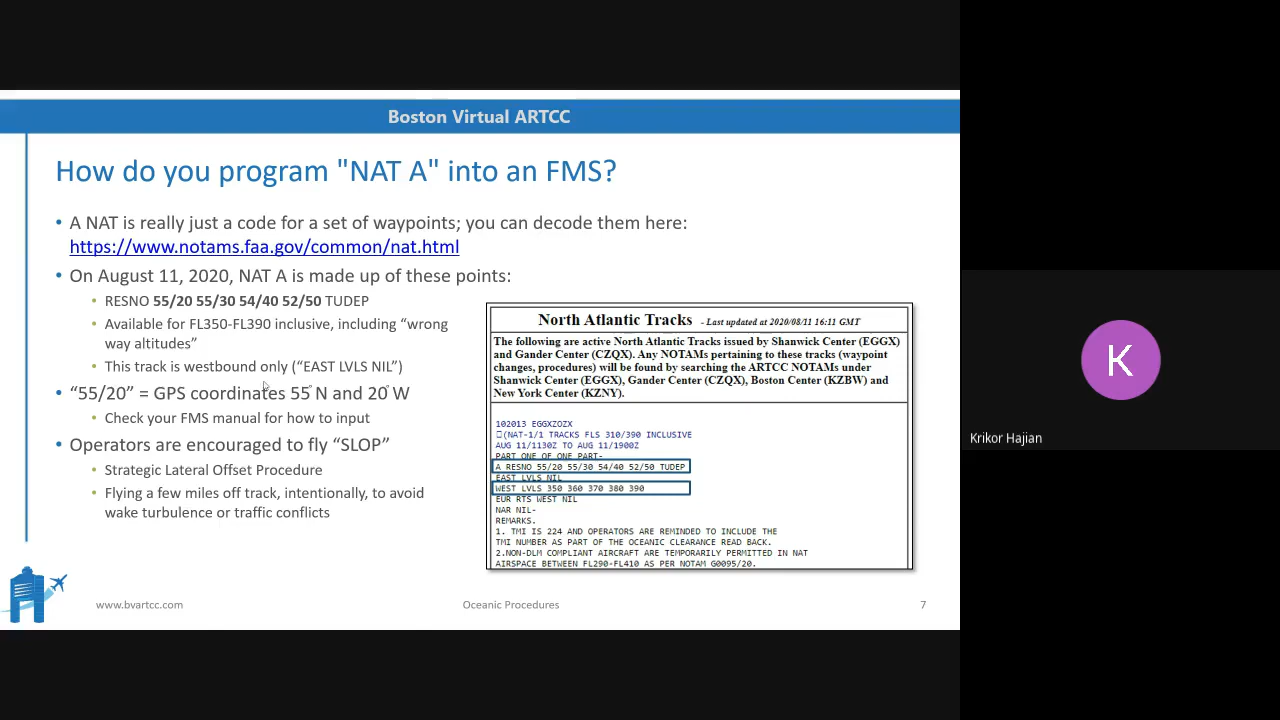 Boston Virtual ARTCC
How do you program "NAT A" into an FMS?
• A NAT is really just a code for a set of waypoints; you can decode them here:
https://www.notams.faa.gov/common/nat.html
• On August 11, 2020, NAT A is made up of these points:
• RESNO 55/20 55/30 54/40 52/50 TUDEP
• Available for FL350-FL390 inclusive, including “wrong
way altitudes”
• This track is westbound only (“EAST LVLS NIL”)
• “55/20” = GPS coordinates 55°N and 20°W
• Check your FMS manual for how to input
• Operators are encouraged to fly “SLOP”
• Strategic Lateral Offset Procedure
• Flying a few miles off track, intentionally, to avoid
wake turbulence or traffic conflicts
North Atlantic Tracks - Last updated at 2020/08/11 16:11 GMT
The following are active North Atlantic Tracks issued by Shanwick Center (EGGX)
and Gander Center (CZQX). Any NOTAMs pertaining to these tracks (waypoint
changes, procedures) will be found by searching the ARTCC NOTAMs under
Shanwick Center (EGGX), Gander Center (CZQX), Boston Center (KZBW) and
New York Center (KZNY).
102013 EGGXZOZX
(NAT-1/1 TRACKS FLS 310/390 INCLUSIVE
AUG 11/1130Z TO AUG 11/1900Z
PART ONE OF ONE PART-
A RESNO 55/20 55/30 54/40 52/50 TUDEP
EAST LVLS NIL
WEST LVLS 350 360 370 380 390
EUR RTS WEST NIL
NAR NIL-
REMARKS.
1. TMI IS 224 AND OPERATORS ARE REMINDED TO INCLUDE THE
TMI NUMBER AS PART OF THE OCEANIC CLEARANCE READ BACK.
2.NON-DLM COMPLIANT AIRCRAFT ARE TEMPORARILY PERMITTED IN NAT
AIRSPACE BETWEEN FL290-FL410 AS PER NOTAM G0095/20.
www.bvartcc.com
Oceanic Procedures
7
K
Krikor Hajian